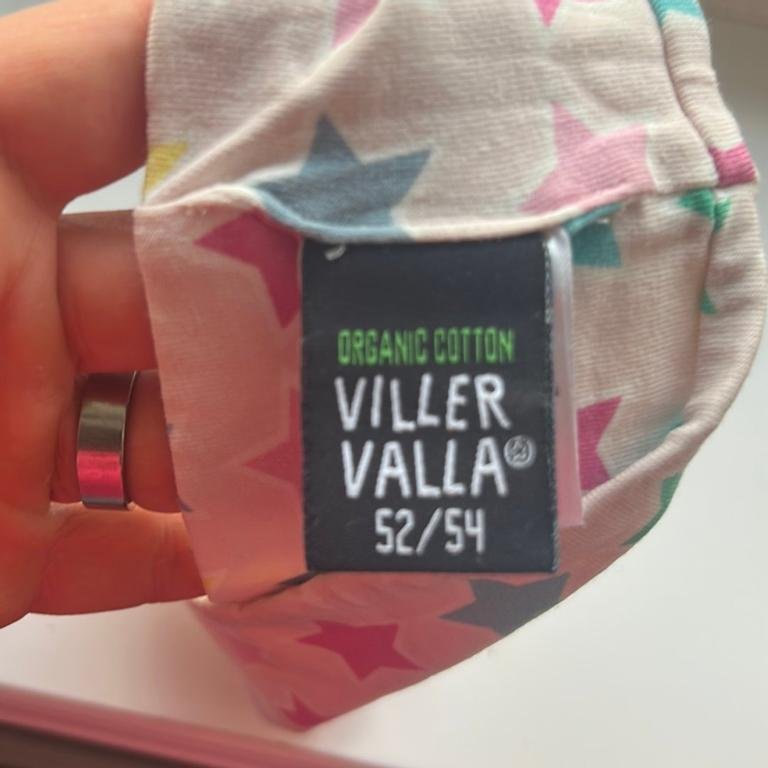 ORGANIC COTTON
VILLER
VALLA®
52/54